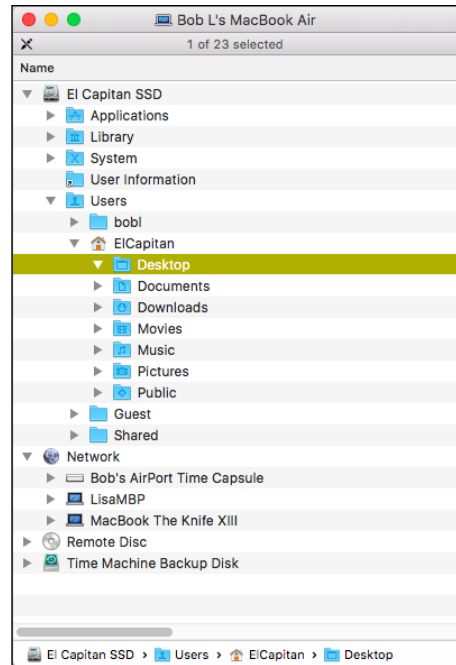 Bob L's MacBook Air
1 of 23 selected
Name
El Capitan SSD
Applications
Library
System
User Information
Users
bobl
ElCapitan
Desktop
Documents
Downloads
Movies
Music
Pictures
Public
Guest
Shared
Network
Bob's AirPort Time Capsule
LisaMBP
MacBook The Knife XIII
Remote Disc
Time Machine Backup Disk
El Capitan SSD › Users › ElCapitan › Desktop